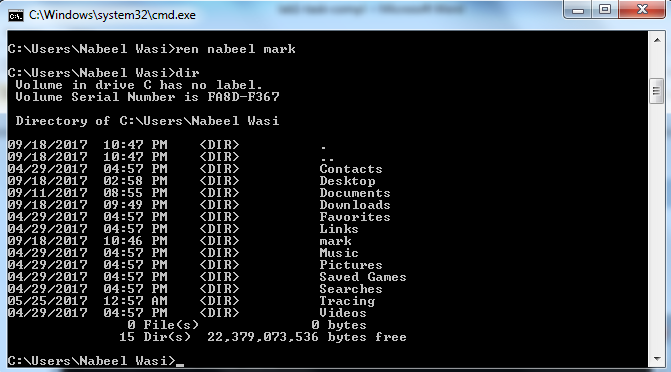 C:\Windows\system32\cmd.exe
C:\Users\Nabeel Wasi>ren nabeel mark
C:\Users\Nabeel Wasi>dir
 Volume in drive C has no label.
 Volume Serial Number is FA8D-F367
 Directory of C:\Users\Nabeel Wasi
09/18/2017  10:47 PM    <DIR>          .
09/18/2017  10:47 PM    <DIR>          ..
04/29/2017  04:57 PM    <DIR>          Contacts
09/18/2017  02:58 PM    <DIR>          Desktop
09/11/2017  08:55 PM    <DIR>          Documents
09/18/2017  09:49 PM    <DIR>          Downloads
04/29/2017  04:57 PM    <DIR>          Favorites
04/29/2017  04:57 PM    <DIR>          Links
09/18/2017  10:46 PM    <DIR>          mark
04/29/2017  04:57 PM    <DIR>          Music
04/29/2017  04:57 PM    <DIR>          Pictures
04/29/2017  04:57 PM    <DIR>          Saved Games
04/29/2017  04:57 PM    <DIR>          Searches
05/25/2017  12:57 AM    <DIR>          Tracing
04/29/2017  04:57 PM    <DIR>          Videos
               0 File(s)              0 bytes
              15 Dir(s)  22,379,073,536 bytes free
C:\Users\Nabeel Wasi>_